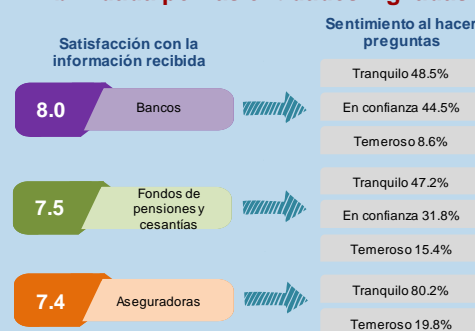 Satisfacción con la
información recibida
Sentimiento al hacer
preguntas
8.0
Bancos
Tranquilo 48.5%
En confianza 44.5%
Temeroso 8.6%
7.5
Fondos de
pensiones y
cesantías
Tranquilo 47.2%
En confianza 31.8%
Temeroso 15.4%
7.4
Aseguradoras
Tranquilo 80.2%
Temeroso 19.8%